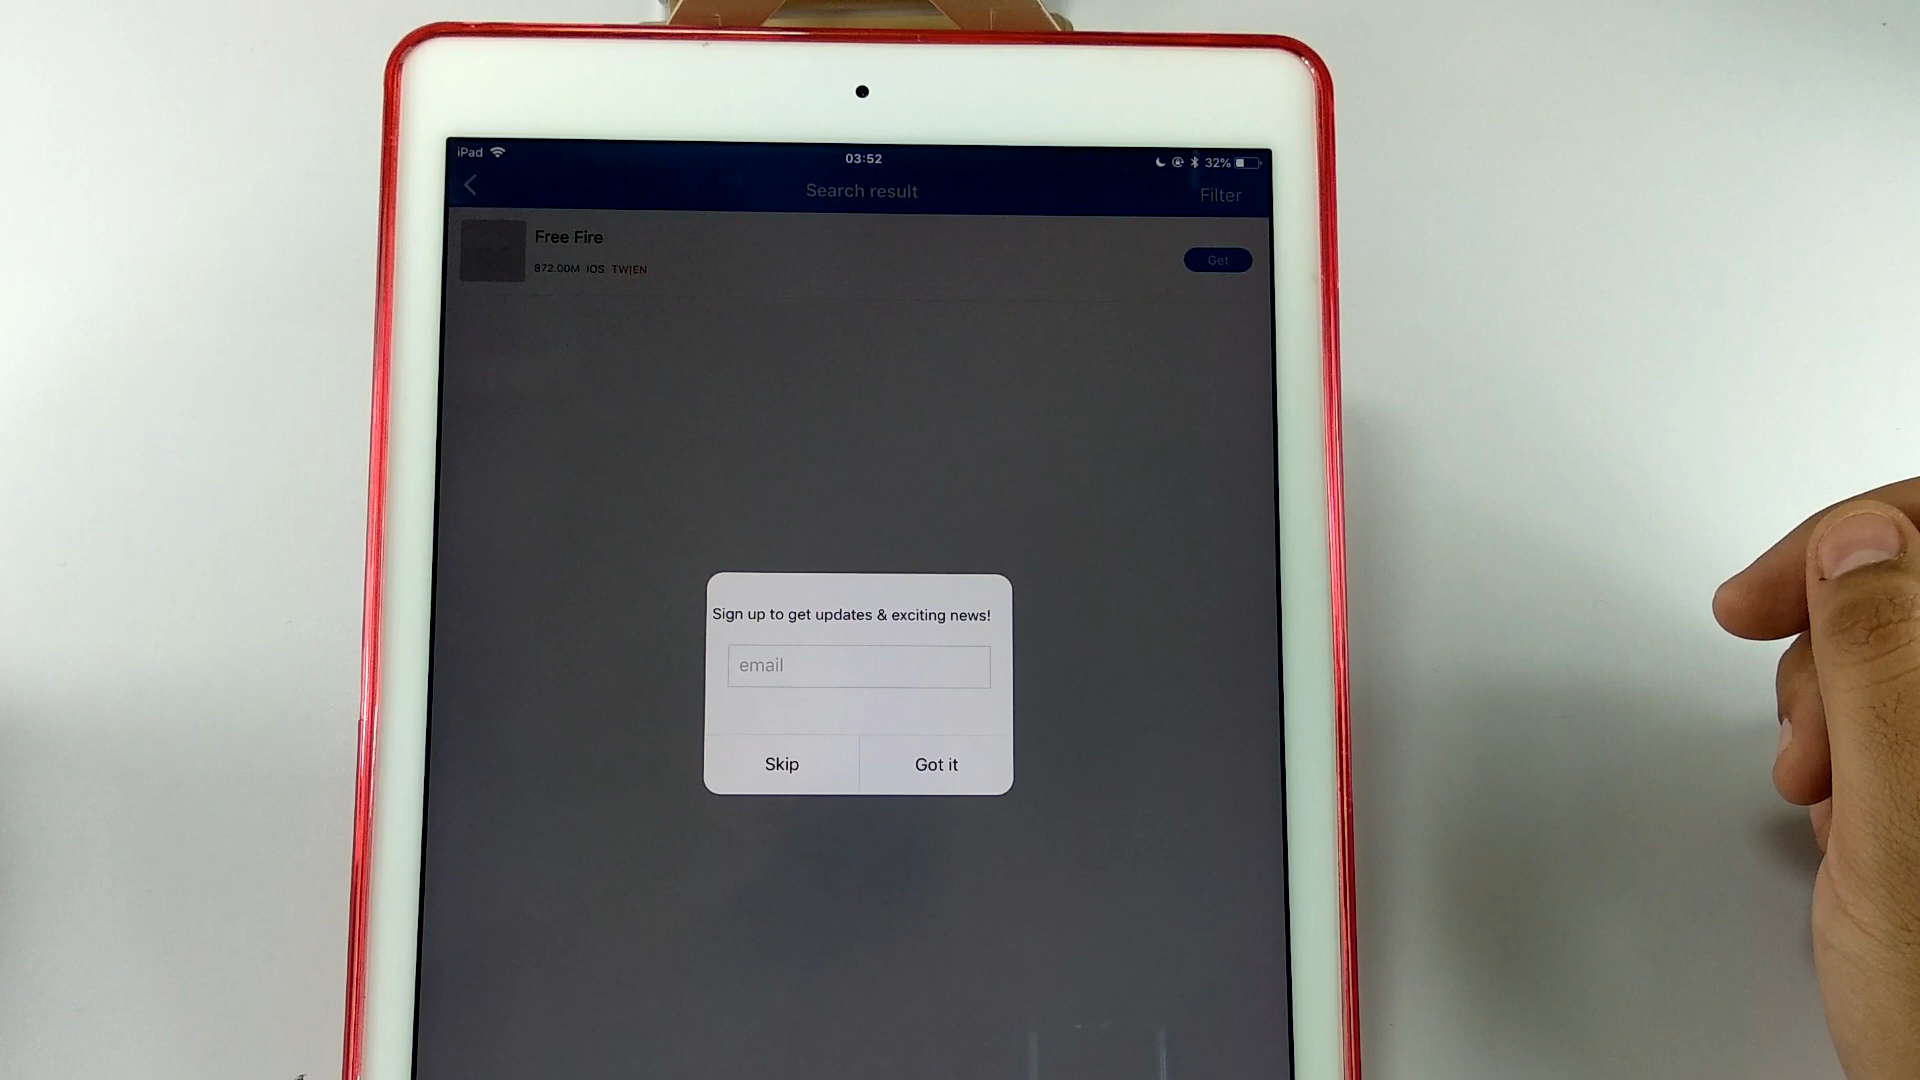 iPad
03:52
32%
Search result
Filter
Free Fire
872.00M iOS TW|EN
Get
Sign up to get updates & exciting news!
email
Skip
Got it